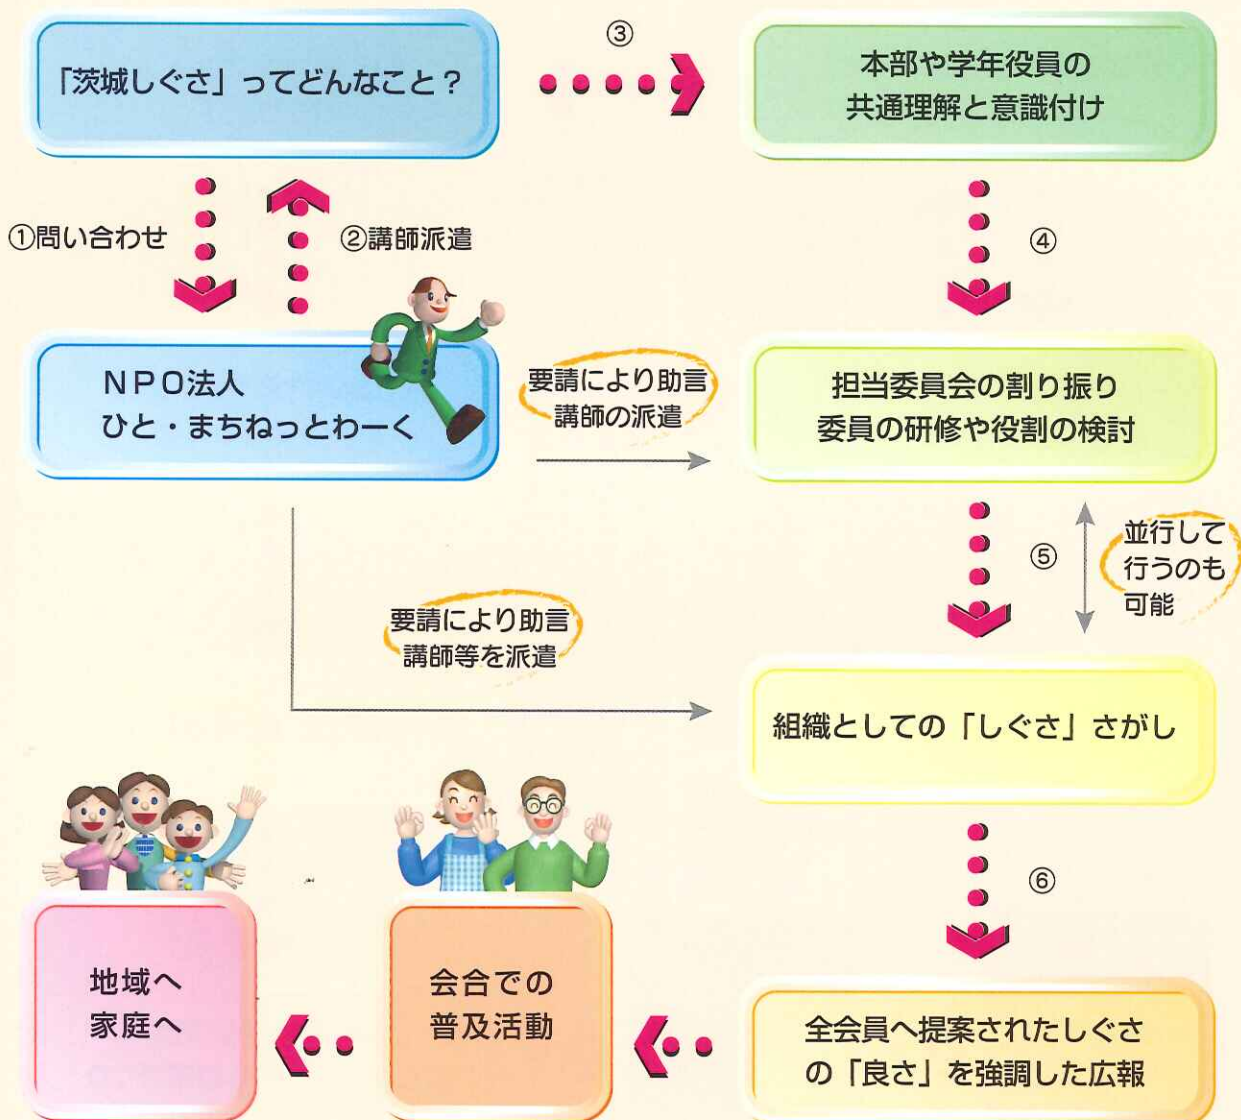 「茨城しぐさ」ってどんなこと？
③
本部や学年役員の
共通理解と意識付け
①問い合わせ
②講師派遣
④
ＮＰＯ法人
ひと・まちねっとわーく
要請により助言
講師の派遣
担当委員会の割り振り
委員の研修や役割の検討
⑤
並行して
行うのも
可能
要請により助言
講師等を派遣
組織としての「しぐさ」さがし
⑥
全会員へ提案されたしぐさ
の「良さ」を強調した広報
会合での
普及活動
地域へ
家庭へ